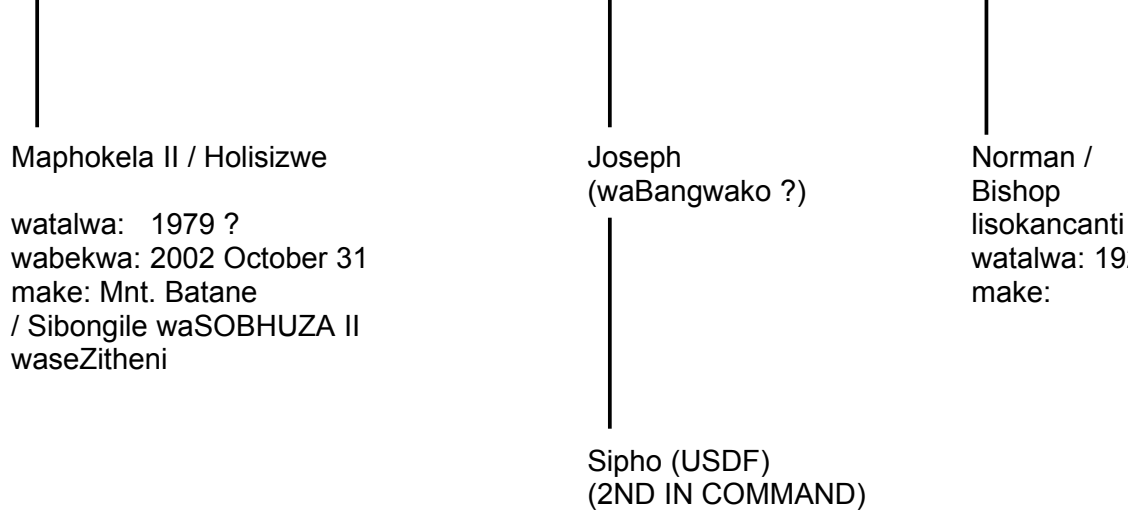 Maphokela II / Holisizwe
watalwa: 1979 ?
wabekwa: 2002 October 31
make: Mnt. Batane
/ Sibongile waSOBHUZA II
waseZitheni
Joseph
(waBangwako ?)
Sipho (USDF)
(2ND IN COMMAND)
Norman /
Bishop
lisokancanti
watalwa:
make: